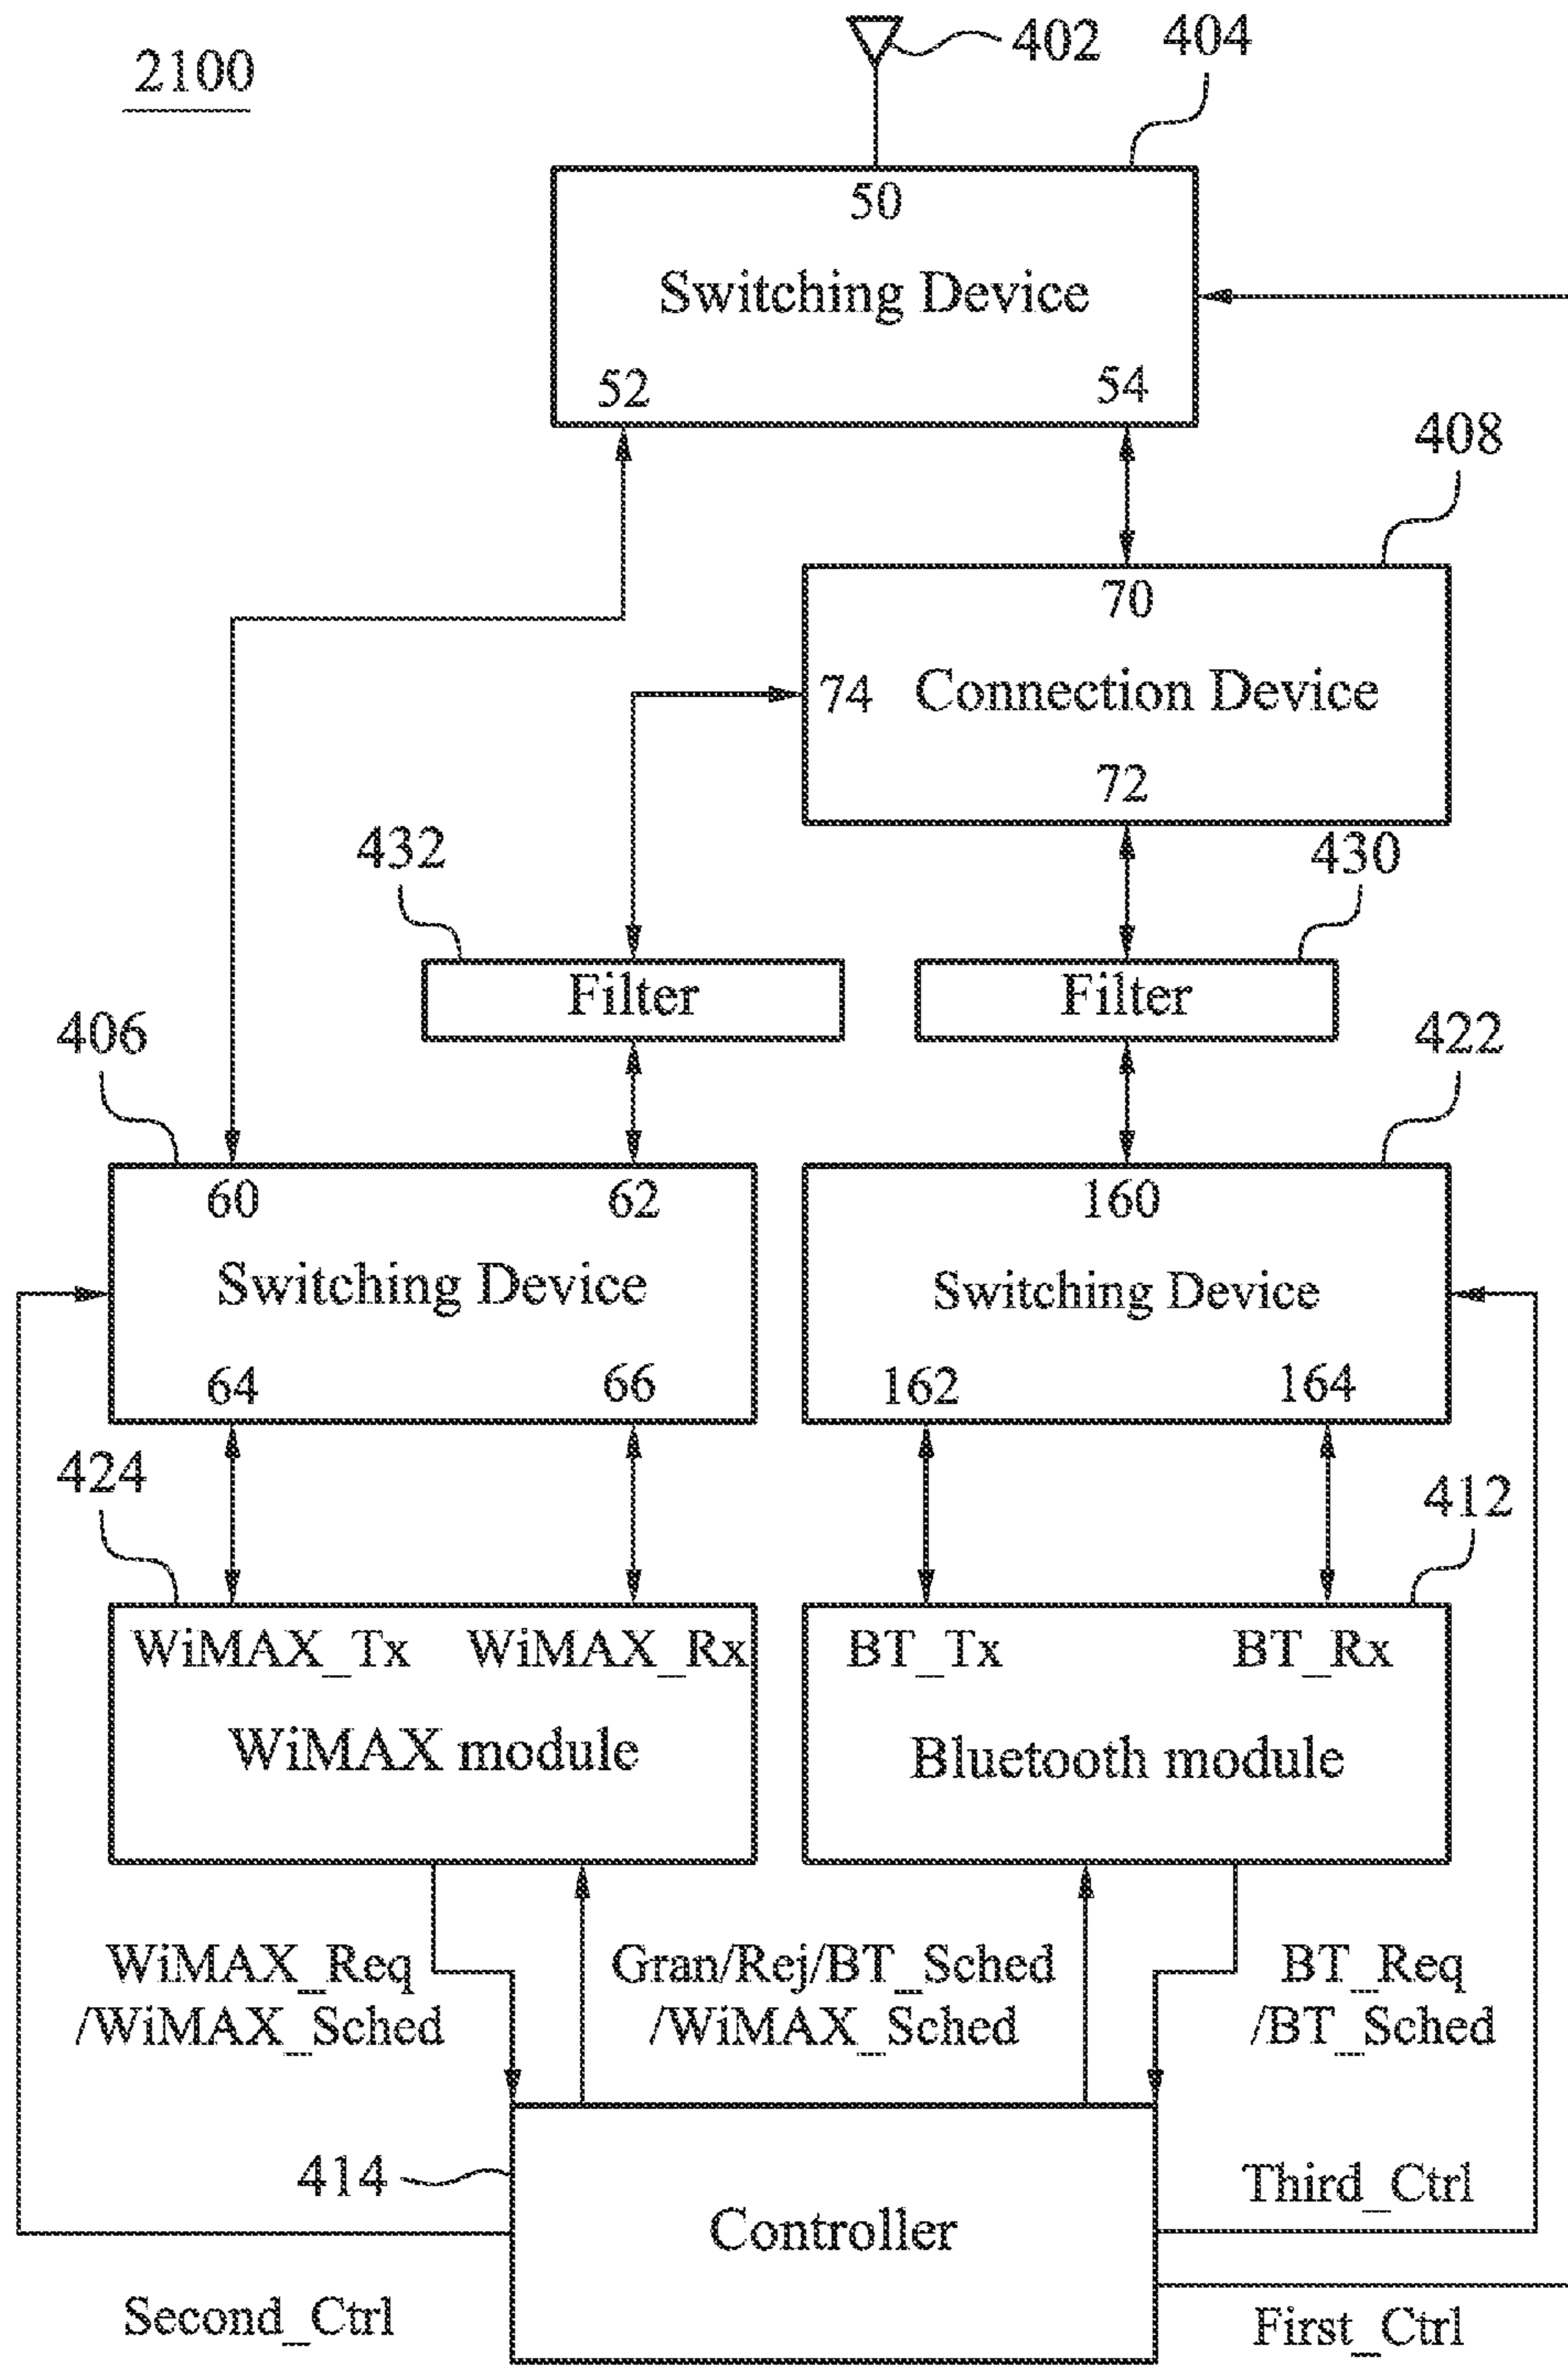 2100
402
404
50
Switching Device
52
54
408
70
74
Connection Device
72
432
430
Filter
Filter
406
422
60
62
160
Switching Device
Switching Device
64
66
162
164
424
412
WiMAX_Tx
WiMAX_Rx
BT_Tx
BT_Rx
WiMAX module
Bluetooth module
WiMAX_Req
/WiMAX_Sched
Gran/Rej/BT_Sched
/WiMAX_Sched
BT_Req
/BT_Sched
414
Controller
Third_Ctrl
Second_Ctrl
First_Ctrl